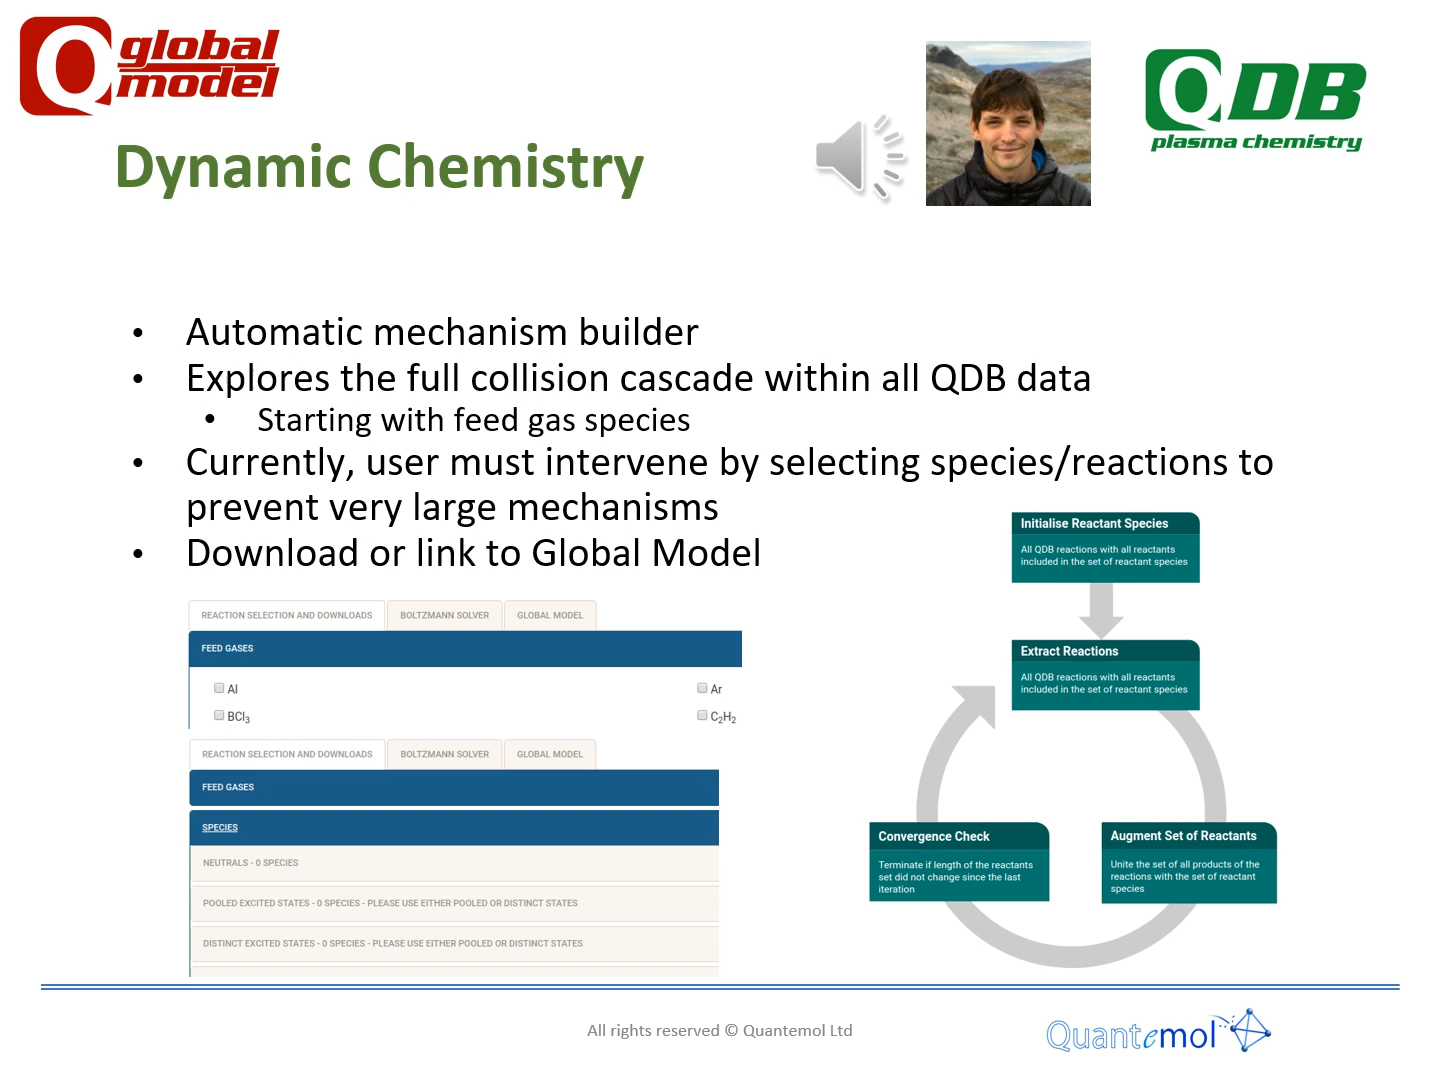 Q global model
QDB
plasma chemistry
Dynamic Chemistry
• Automatic mechanism builder
• Explores the full collision cascade within all QDB data
• Starting with feed gas species
• Currently, user must intervene by selecting species/reactions to
prevent very large mechanisms
• Download or link to Global Model
REACTION SELECTION AND DOWNLOADS BOLTZMANN SOLVER GLOBAL MODEL
FEED GASES
Al Ar
BCl3 C2H2
REACTION SELECTION AND DOWNLOADS BOLTZMANN SOLVER GLOBAL MODEL
FEED GASES
SPECIES
NEUTRALS - 0 SPECIES
POOLED EXCITED STATES - 0 SPECIES - PLEASE USE EITHER POOLED OR DISTINCT STATES
DISTINCT EXCITED STATES - 0 SPECIES - PLEASE USE EITHER POOLED OR DISTINCT STATES
Initialise Reactant Species
All QDB reactions with all reactants
included in the set of reactant species
Extract Reactions
All QDB reactions with all reactants
included in the set of reactant species
Convergence Check
Terminate if length of the reactants
set did not change since the last
iteration
Augment Set of Reactants
Unite the set of all products of the
reactions with the set of reactant
species
All rights reserved © Quantemol Ltd
Quantemol